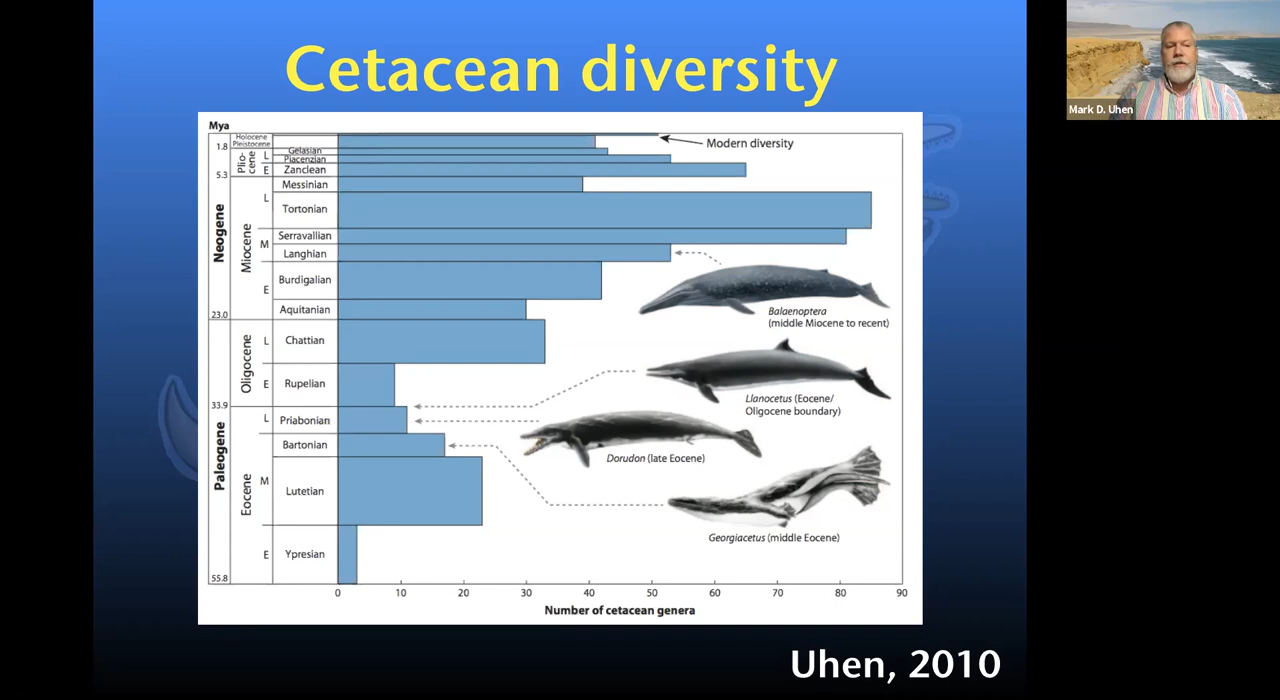 Cetacean diversity
Mya
Holocene
Pleistocene
1.8
Gelasian
Modern diversity
Plio-
cene
L
Piacenzian
E
Zanclean
5.3
Messinian
L
Tortonian
Neogene
Miocene
Serravallian
M
Langhian
Burdigalian
E
Balaenoptera
(middle Miocene to recent)
Aquitanian
23.0
Chattian
L
Oligocene
Rupelian
E
Llanocetus (Eocene/
Oligocene boundary)
33.9
Priabonian
L
Bartonian
Dorudon (late Eocene)
Paleogene
Eocene
M
Lutetian
Georgiacetus (middle Eocene)
E
Ypresian
55.8
0 10 20 30 40 50 60 70 80 90
Number of cetacean genera
Uhen, 2010
Mark D. Uhen